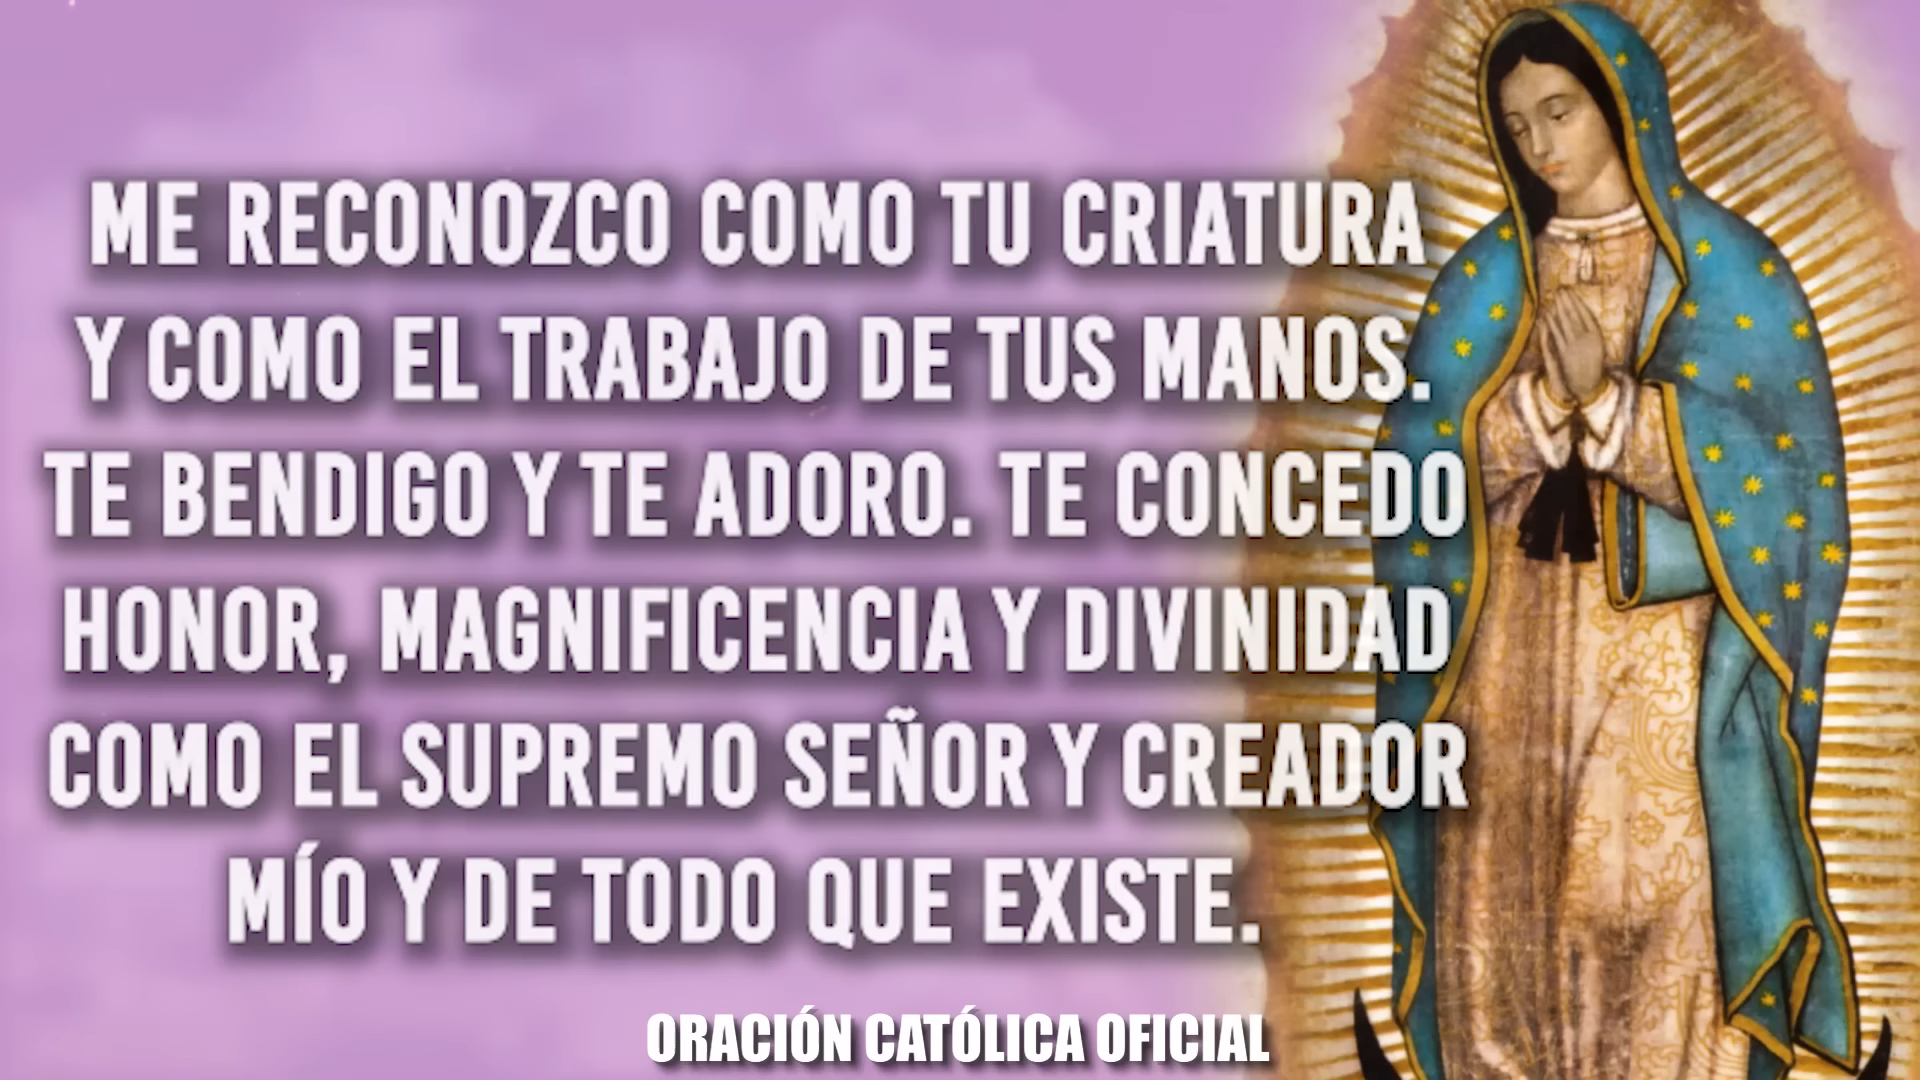 ME RECONOZCO COMO TU CRIATURA
Y COMO EL TRABAJO DE TUS MANOS.
TE BENDIGO Y TE ADORO. TE CONCEDO
HONOR, MAGNIFICENCIA Y DIVINIDAD
COMO EL SUPREMO SEÑOR Y CREADOR
MÍO Y DE TODO QUE EXISTE.
ORACIÓN CATÓLICA OFICIAL